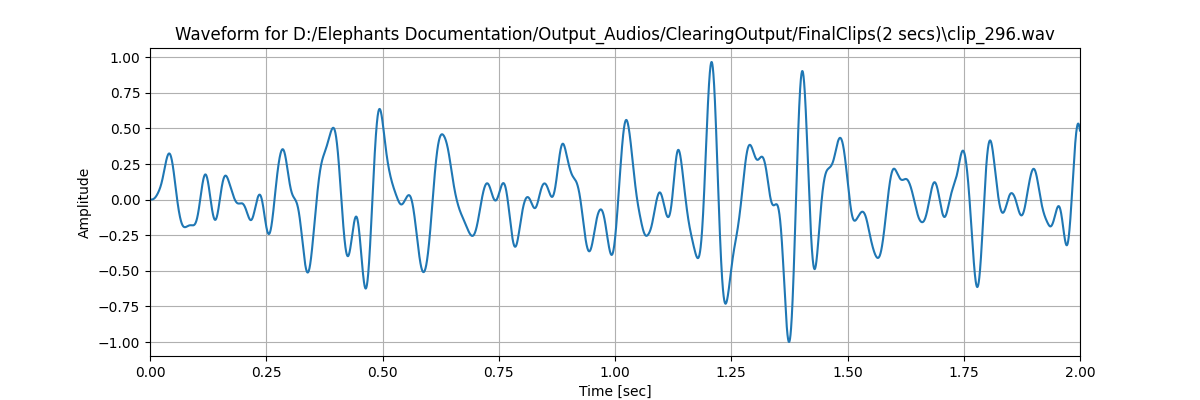 Waveform for D:/Elephants Documentation/Output_Audios/ClearingOutput/FinalClips(2 secs)\clip_296.wav
1.00
0.75
0.50
0.25
0.00
−0.25
−0.50
−0.75
−1.00
Amplitude
0.00 0.25 0.50 0.75 1.00 1.25 1.50 1.75 2.00
Time [sec]